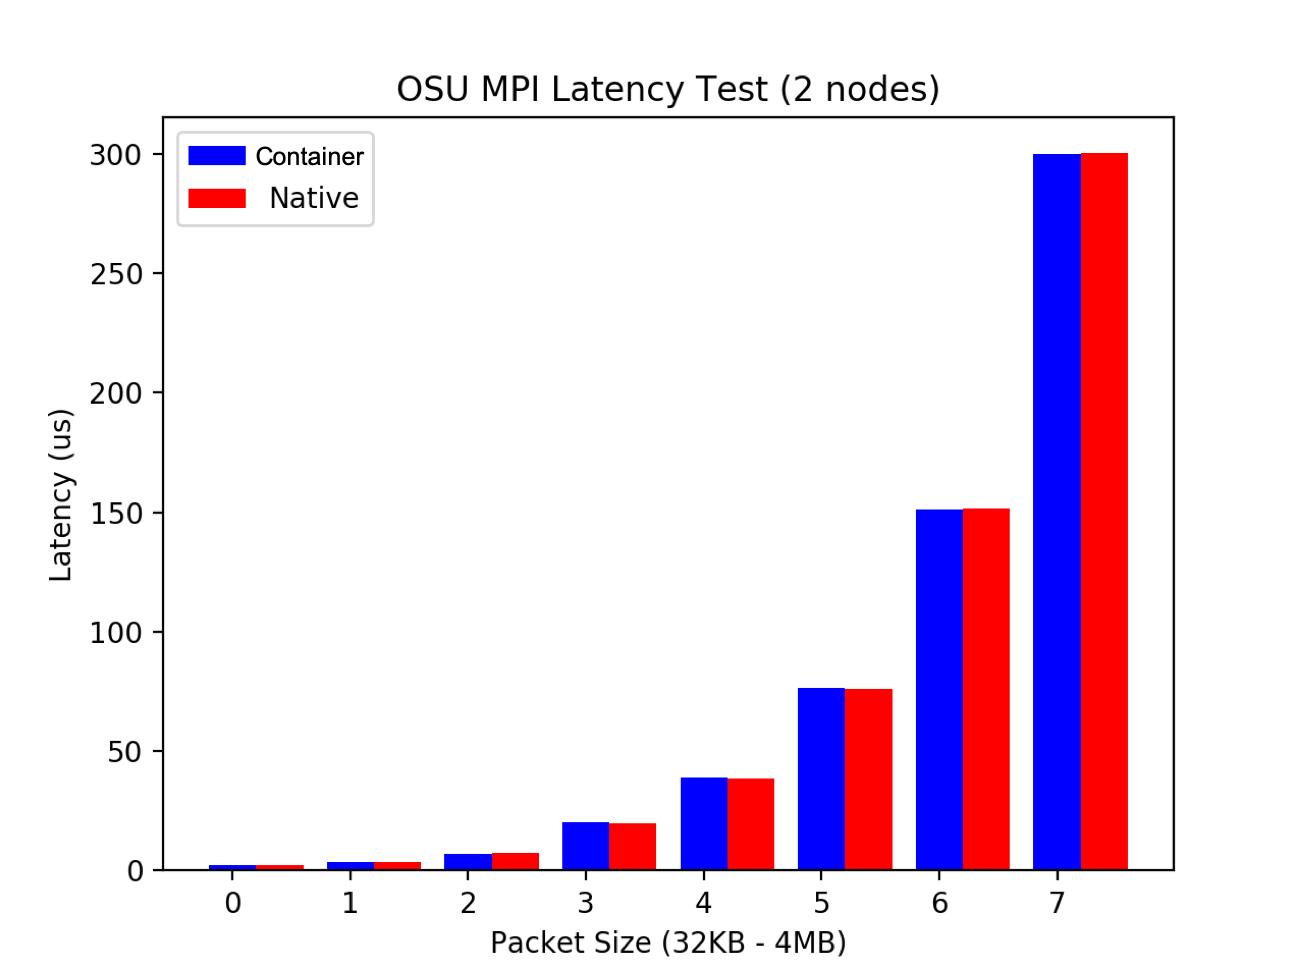 OSU MPI Latency Test (2 nodes)
Container
Native
300
250
200
150
100
50
0
Latency (us)
0 1 2 3 4 5 6 7
Packet Size (32KB - 4MB)